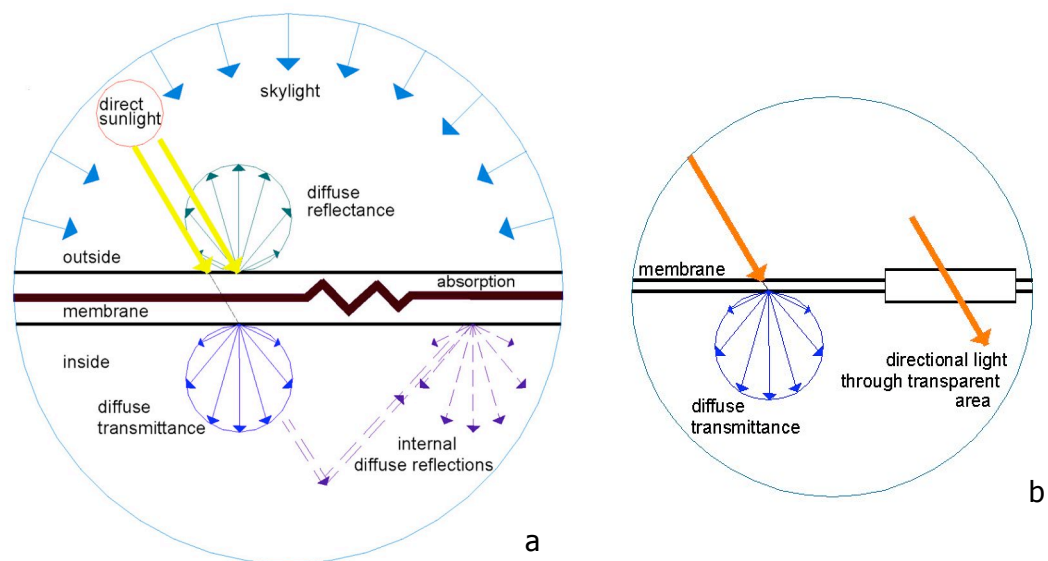 direct
sunlight
skylight
diffuse
reflectance
outside
absorption
membrane
inside
diffuse
transmittance
internal
diffuse reflections
a
membrane
directional light
through transparent
area
diffuse
transmittance
b